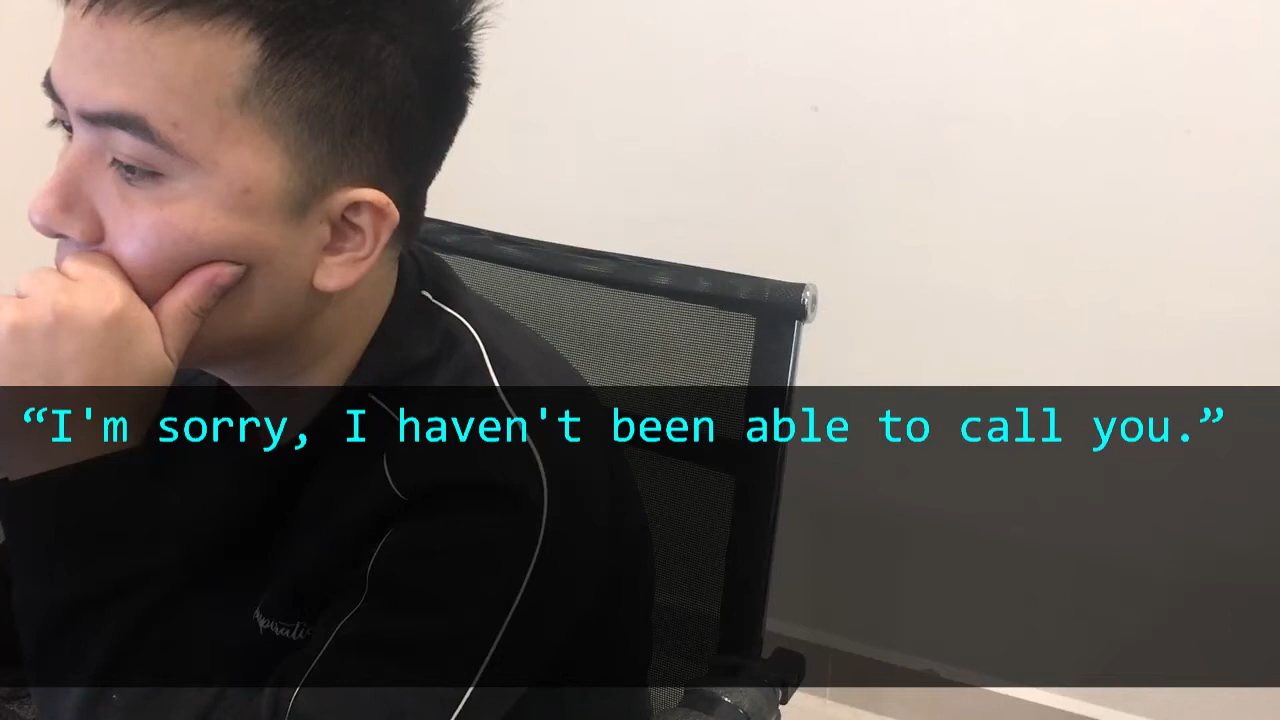 “I'm sorry, I haven't been able to call you.”